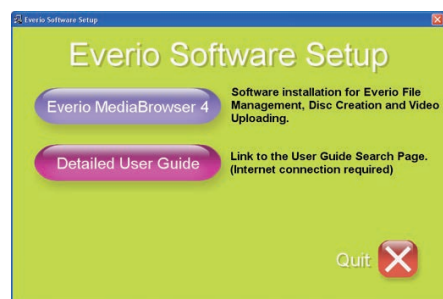 Everio Software Setup
Everio Software Setup
Everio MediaBrowser 4
Software installation for Everio File
Management, Disc Creation and Video
Uploading.
Detailed User Guide
Link to the User Guide Search Page.
(Internet connection required)
Quit